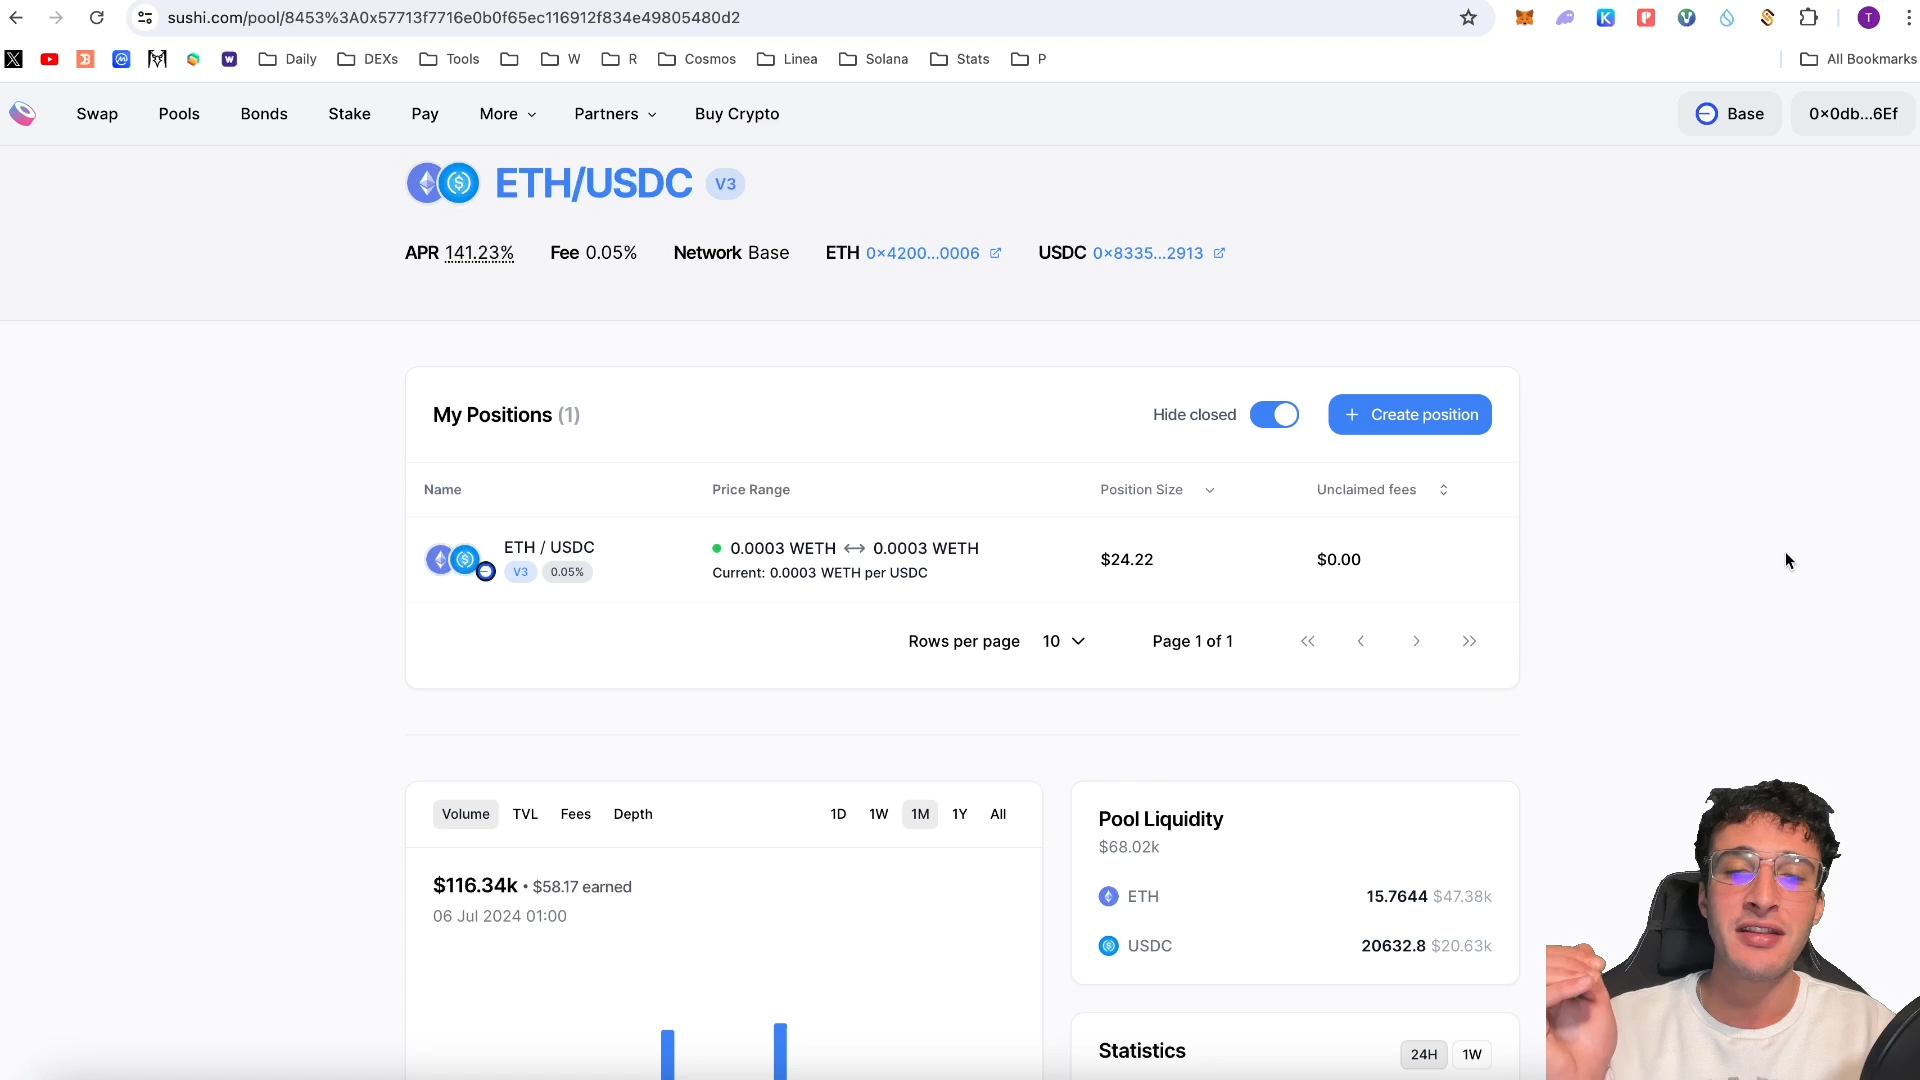 sushi.com/pool/8453%3A0x57713f7716e0b0f65ec116912f834e49805480d2
T
Daily DEXs Tools W R Cosmos Linea Solana Stats P All Bookmarks
Swap Pools Bonds Stake Pay More Partners Buy Crypto Base 0x0db...6Ef
ETH/USDC V3
APR 141.23% Fee 0.05% Network Base ETH 0x4200...0006 USDC 0x8335...2913
My Positions (1) Hide closed + Create position
Name Price Range Position Size Unclaimed fees
ETH / USDC
V3 0.05%
0.0003 WETH ⟷ 0.0003 WETH
Current: 0.0003 WETH per USDC
$24.22 $0.00
Rows per page 10 Page 1 of 1
Volume TVL Fees Depth 1D 1W 1M 1Y All
$116.34k • $58.17 earned
06 Jul 2024 01:00
Pool Liquidity
$68.02k
ETH 15.7644 $47.38k
USDC 20632.8 $20.63k
Statistics 24H 1W